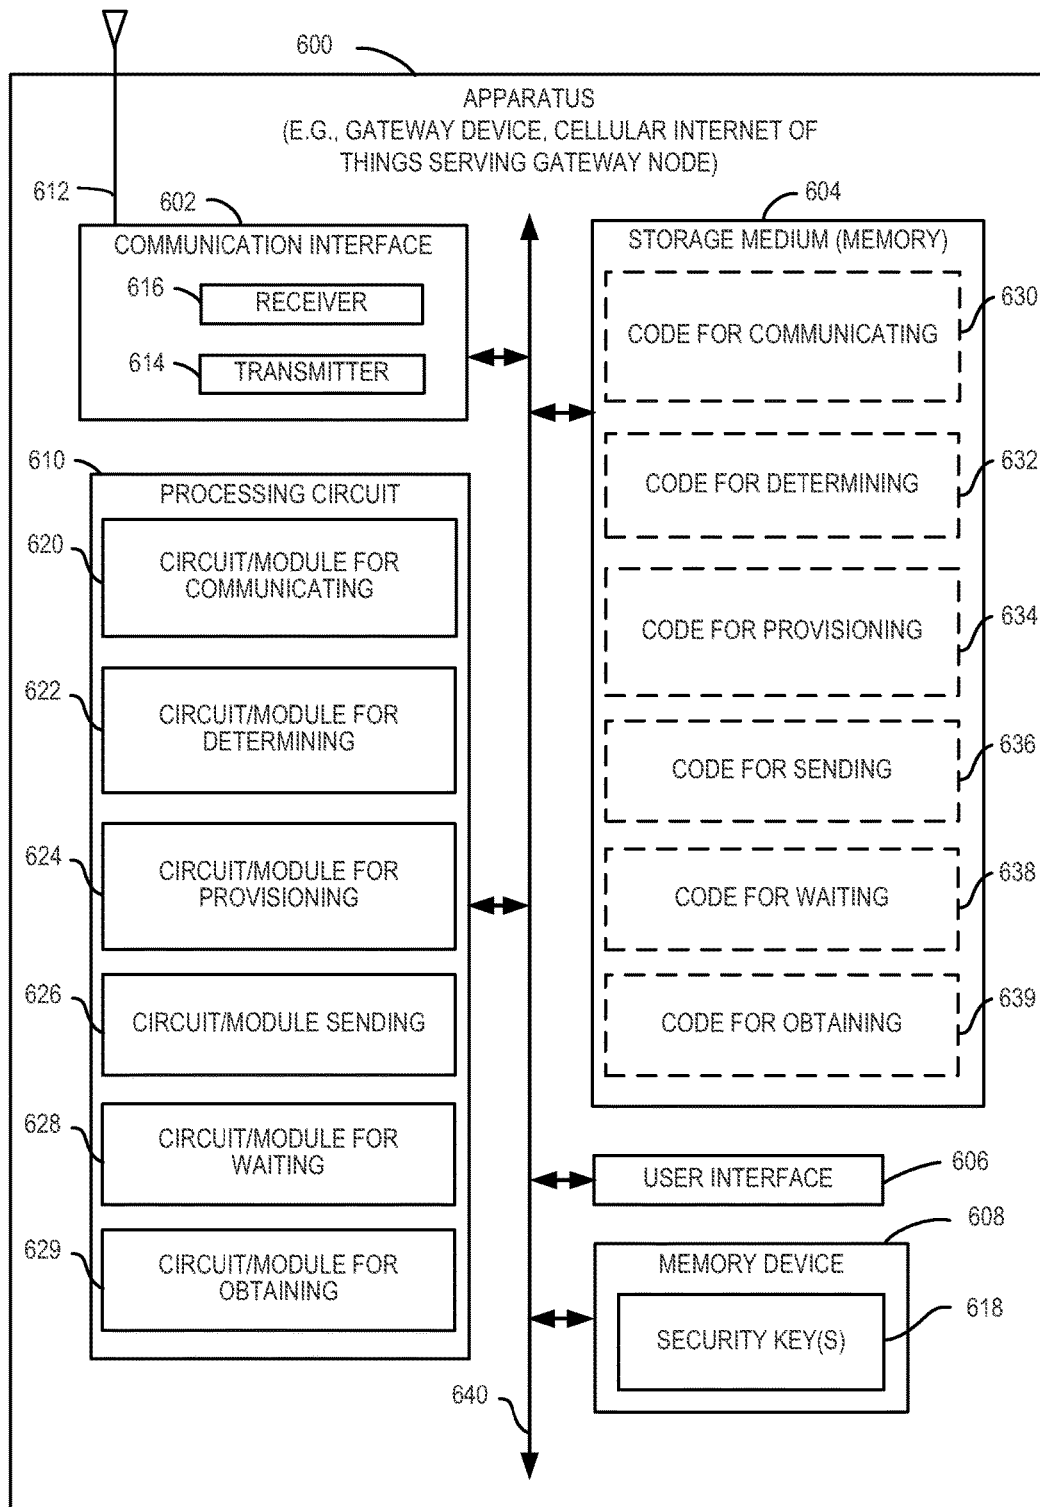 600
APPARATUS
(E.G., GATEWAY DEVICE, CELLULAR INTERNET OF
THINGS SERVING GATEWAY NODE)
612
602
COMMUNICATION INTERFACE
616
RECEIVER
614
TRANSMITTER
610
PROCESSING CIRCUIT
620
CIRCUIT/MODULE FOR
COMMUNICATING
622
CIRCUIT/MODULE FOR
DETERMINING
624
CIRCUIT/MODULE FOR
PROVISIONING
626
CIRCUIT/MODULE SENDING
628
CIRCUIT/MODULE FOR
WAITING
629
CIRCUIT/MODULE FOR
OBTAINING
640
604
STORAGE MEDIUM (MEMORY)
CODE FOR COMMUNICATING
630
CODE FOR DETERMINING
632
CODE FOR PROVISIONING
634
CODE FOR SENDING
636
CODE FOR WAITING
638
CODE FOR OBTAINING
639
USER INTERFACE
606
608
MEMORY DEVICE
SECURITY KEY(S)
618